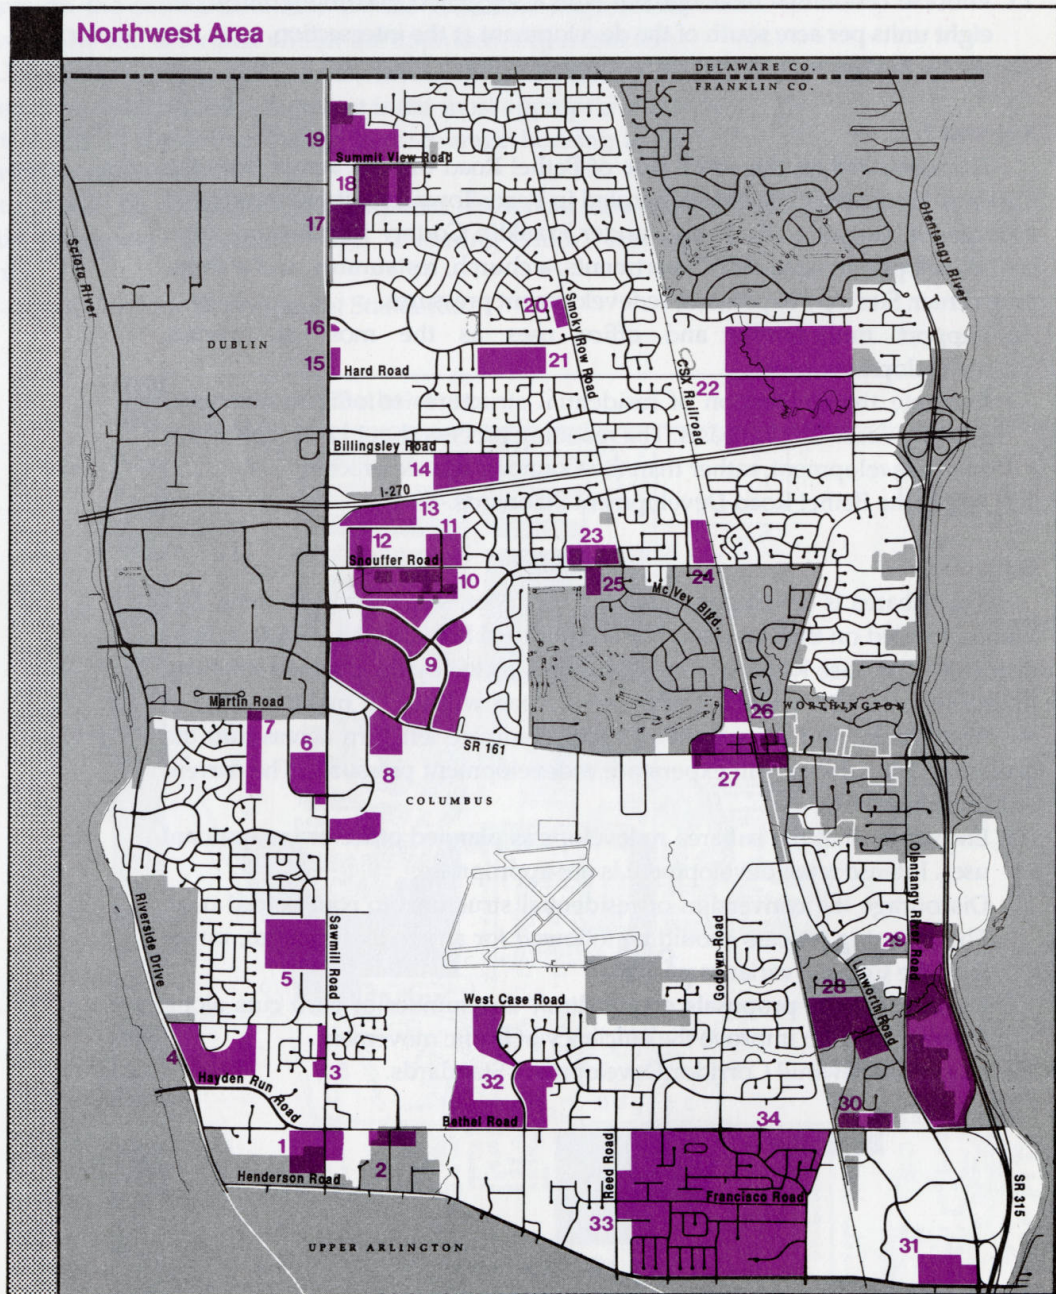 Northwest Area
DELAWARE CO.
FRANKLIN CO.
19
Summit View Road
18
17
Olentangy River
Scioto River
20
Smoky Row Road
16
DUBLIN
15
Hard Road
21
CSX Railroad
22
Billingsley Road
14
I-270
13
11
12
23
Snouffer Road
10
25
24
McIvey Blvd.
9
Martin Road
7
26
WORTHINGTON
6
SR 161
8
27
COLUMBUS
Riverside Drive
Sawmill Road
5
Godown Road
Olentangy River Road
29
28
Linworth Road
West Case Road
4
3
Hayden Run Road
32
30
34
Bethel Road
1
2
Henderson Road
Reed Road
Francisco Road
SR 315
33
31
UPPER ARLINGTON